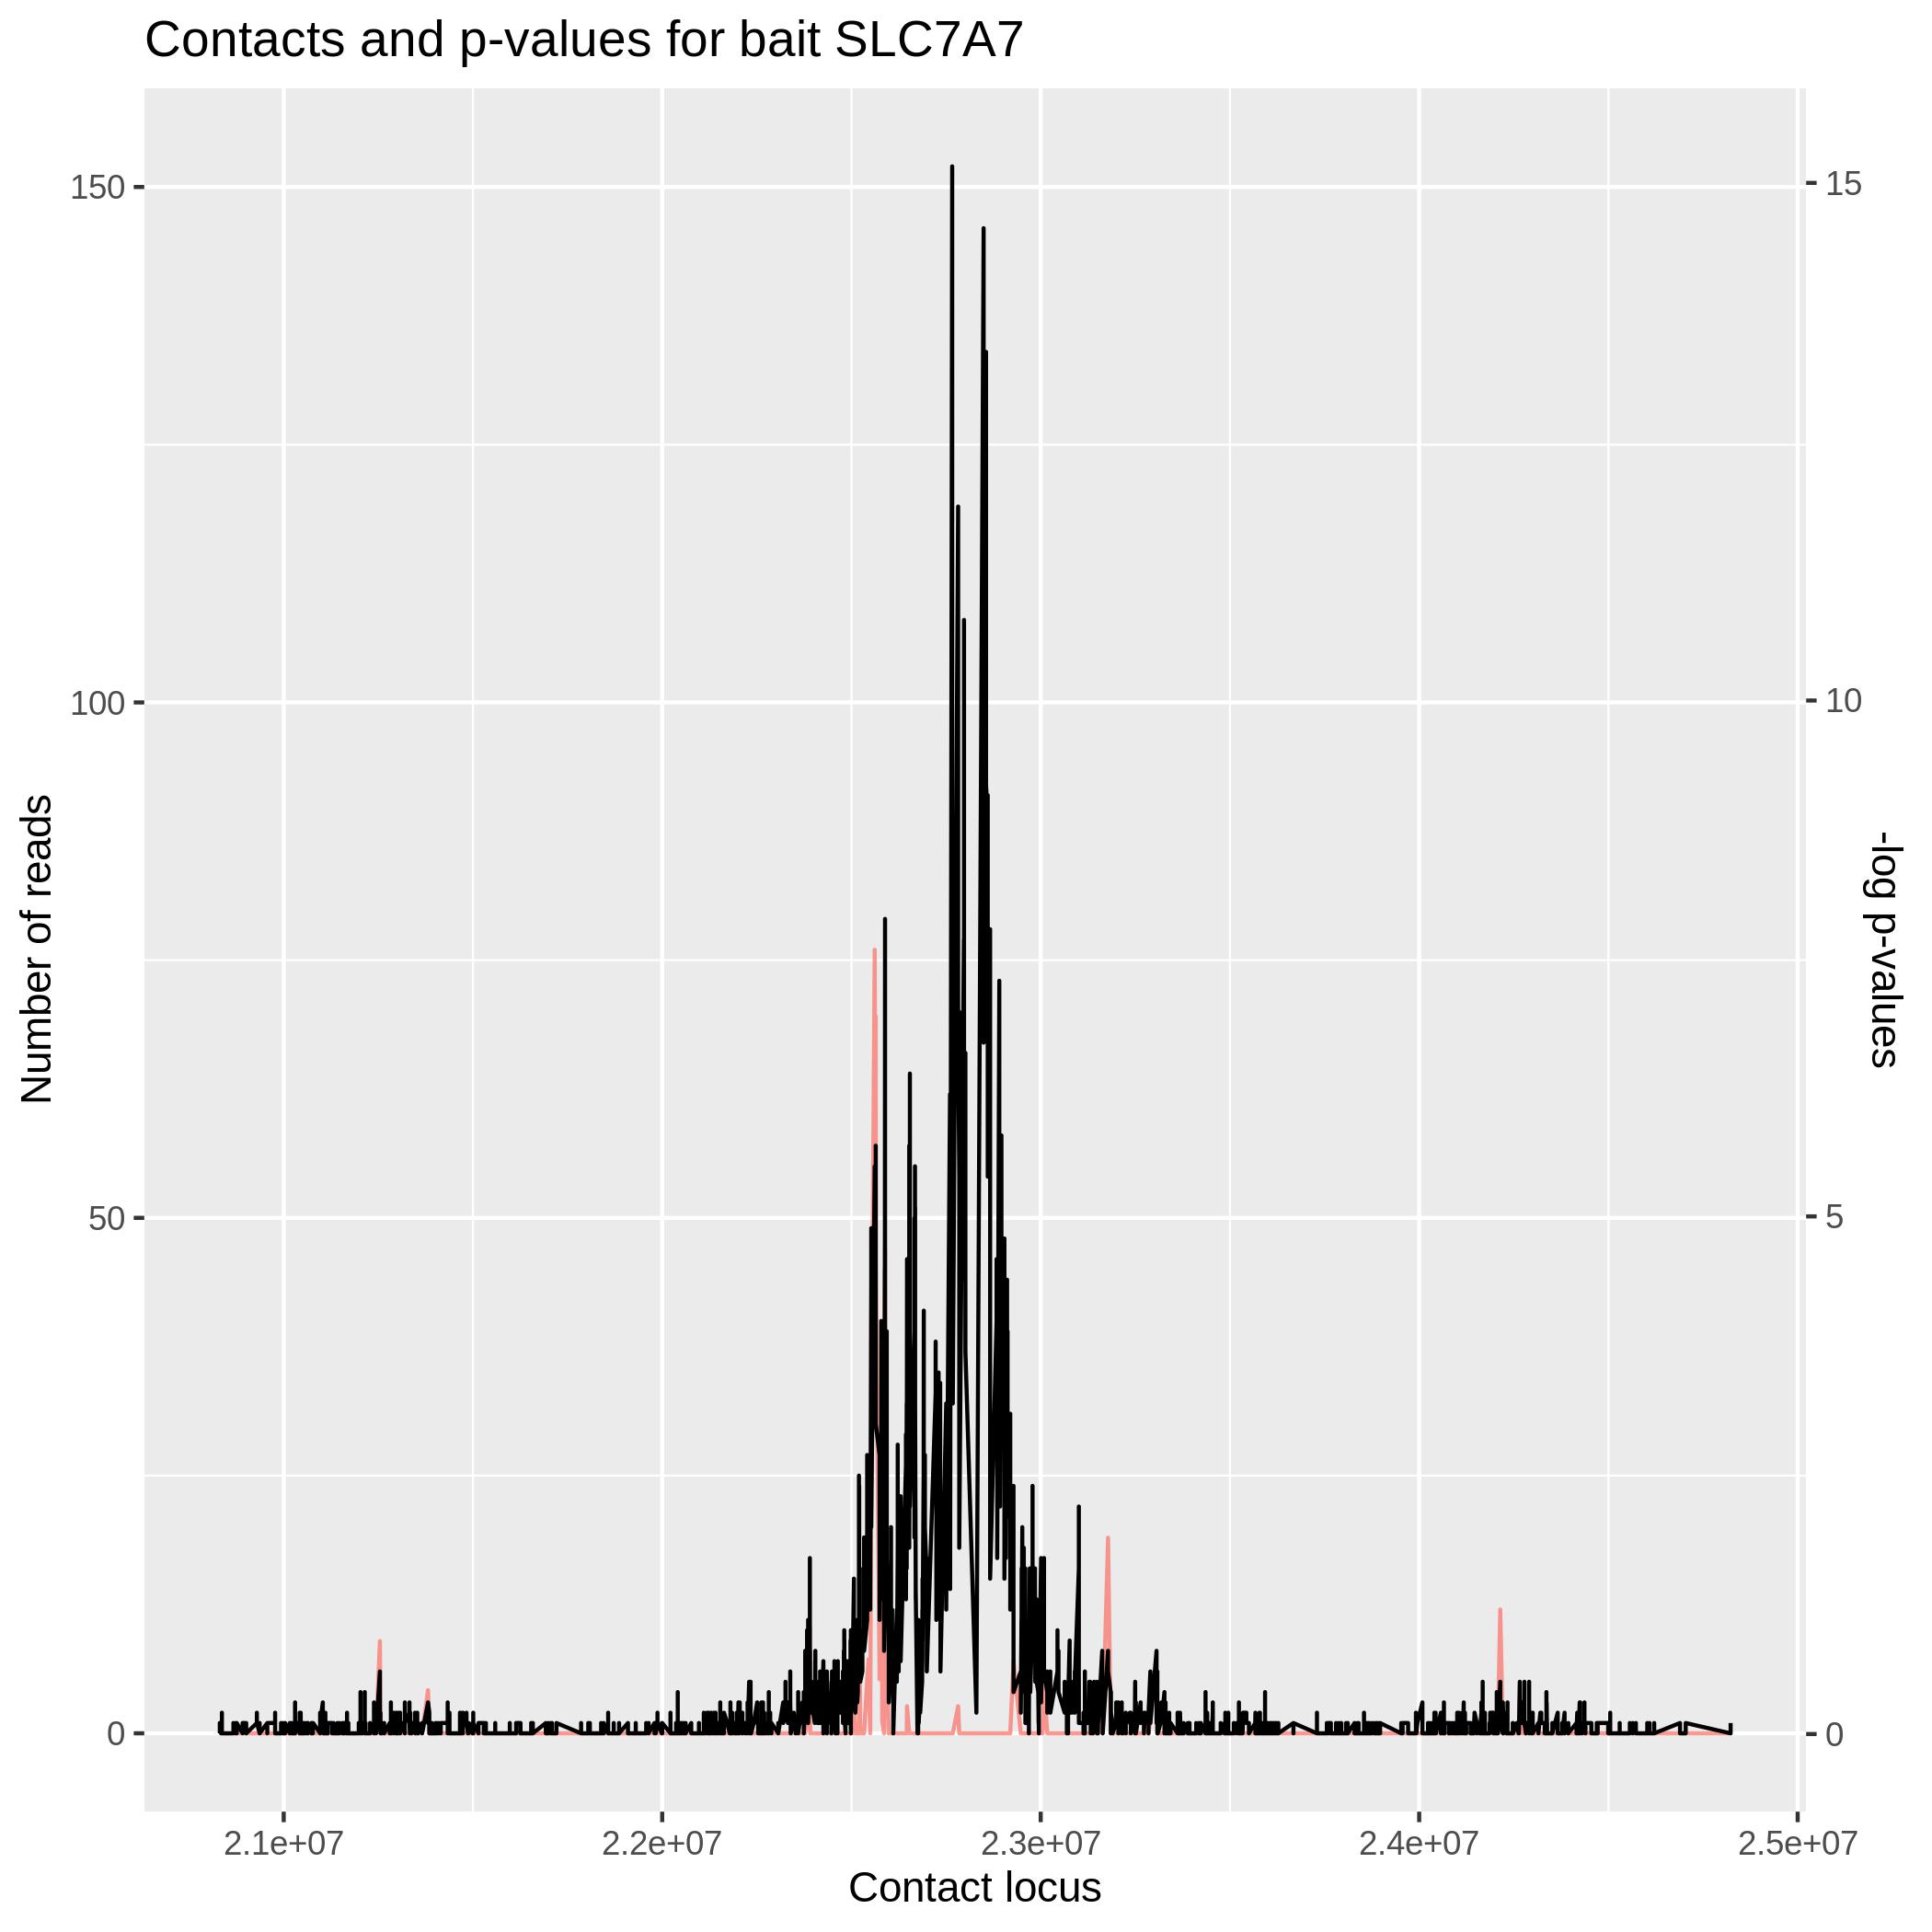 Contacts and p-values for bait SLC7A7
150
100
50
0
Number of reads
15
10
5
0
-log p-values
2.1e+07
2.2e+07
2.3e+07
2.4e+07
2.5e+07
Contact locus